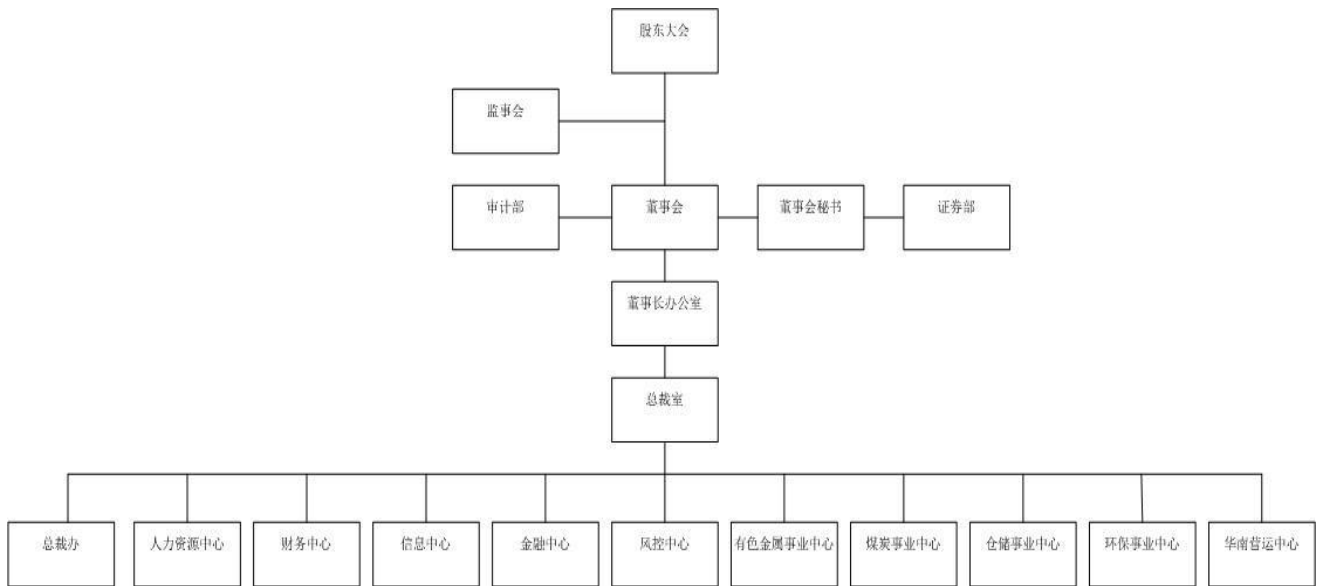 股东大会
监事会
审计部
董事会
董事会秘书
证券部
董事长办公室
总裁室
总裁办
人力资源中心
财务中心
信息中心
金融中心
风控中心
有色金属事业中心
煤炭事业中心
仓储事业中心
环保事业中心
华南营运中心